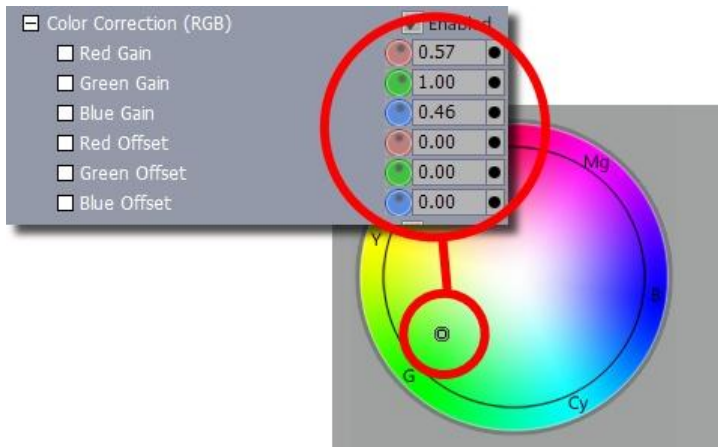 Color Correction (RGB)
Enabled
Red Gain 0.57
Green Gain 1.00
Blue Gain 0.46
Red Offset 0.00
Green Offset 0.00
Blue Offset 0.00
Mg
Y
B
G
Cy